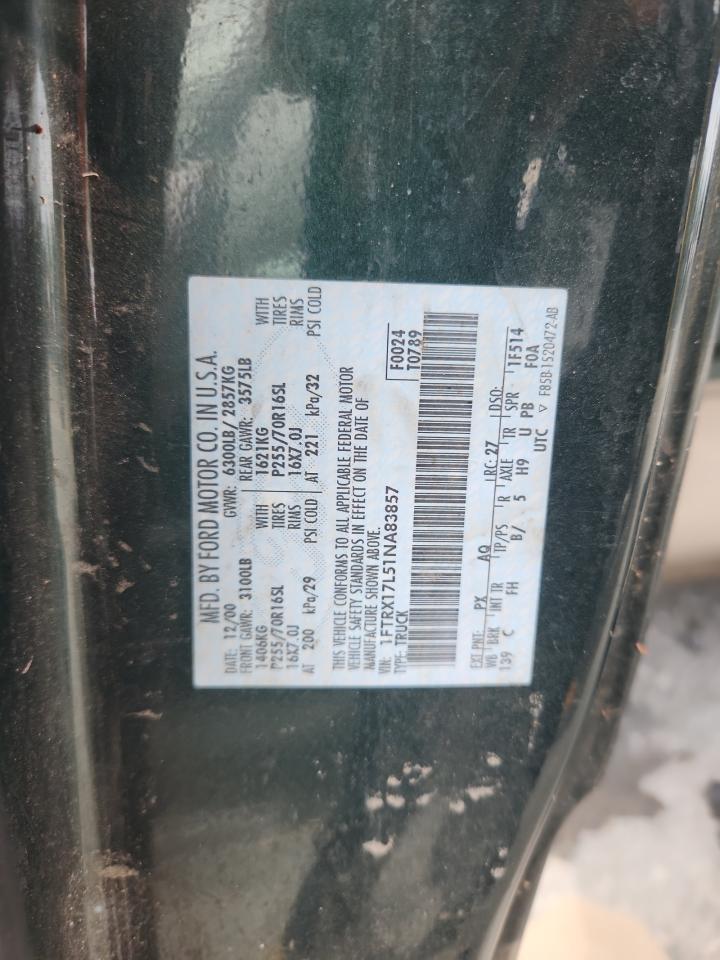 MFD. BY FORD MOTOR CO. IN U.S.A.
DATE: 12/00 GVWR: 6300LB/ 2857KG
FRONT GAWR: 3100LB REAR GAWR: 3575LB
1406KG WITH 1621KG WITH
P255/70R16SL TIRES P255/70R16SL TIRES
16X7.0J RIMS 16X7.0J RIMS
AT 200 kPa/29 PSI COLD AT 221 kPa/32 PSI COLD
THIS VEHICLE CONFORMS TO ALL APPLICABLE FEDERAL MOTOR
VEHICLE SAFETY STANDARDS IN EFFECT ON THE DATE OF
MANUFACTURE SHOWN ABOVE.
VIN: 1FTRX17L51NA83857 F0024
TYPE: TRUCK T0789
EXT PNT: PX AQ RC: 27 DSO:
WB BRK INT TR TP/PS R AXLE TR SPR 1F514
139 C FH B/ 5 H9 U PB F0A
UTC ▽ F85B-1520472-AB